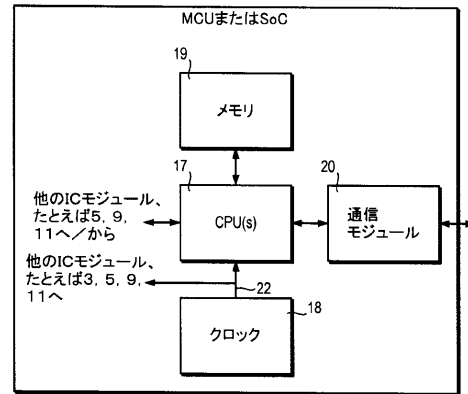 MCUまたはSoC
19
メモリ
17
CPU(s)
20
通信
モジュール
他のICモジュール、
たとえば5, 9,
11へ/から
他のICモジュール、
たとえば3, 5, 9,
11へ
22
クロック
18